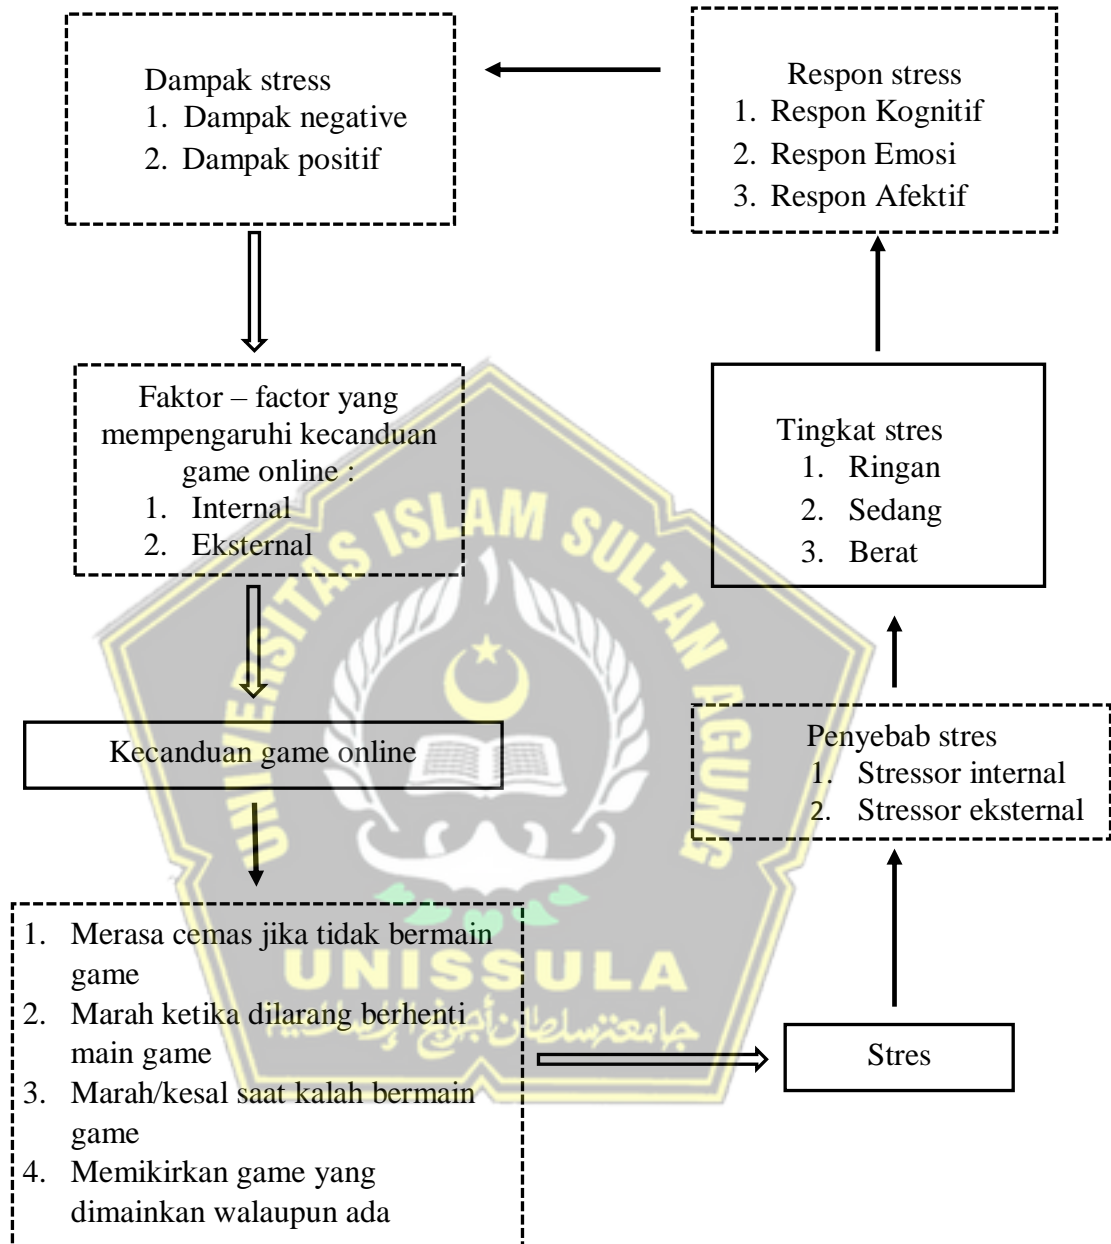 Dampak stress
1. Dampak negative
2. Dampak positif
Respon stress
1. Respon Kognitif
2. Respon Emosi
3. Respon Afektif
Faktor – factor yang
mempengaruhi kecanduan
game online :
1. Internal
2. Eksternal
Tingkat stres
1. Ringan
2. Sedang
3. Berat
Kecanduan game online
Penyebab stres
1. Stressor internal
2. Stressor eksternal
1. Merasa cemas jika tidak bermain
game
2. Marah ketika dilarang berhenti
main game
3. Marah/kesal saat kalah bermain
game
4. Memikirkan game yang
dimainkan walaupun ada
Stres
UNIVERSITAS ISLAM SULTAN AGUNG
UNISSULA
جامعة سلطان أجونج الإسلامية